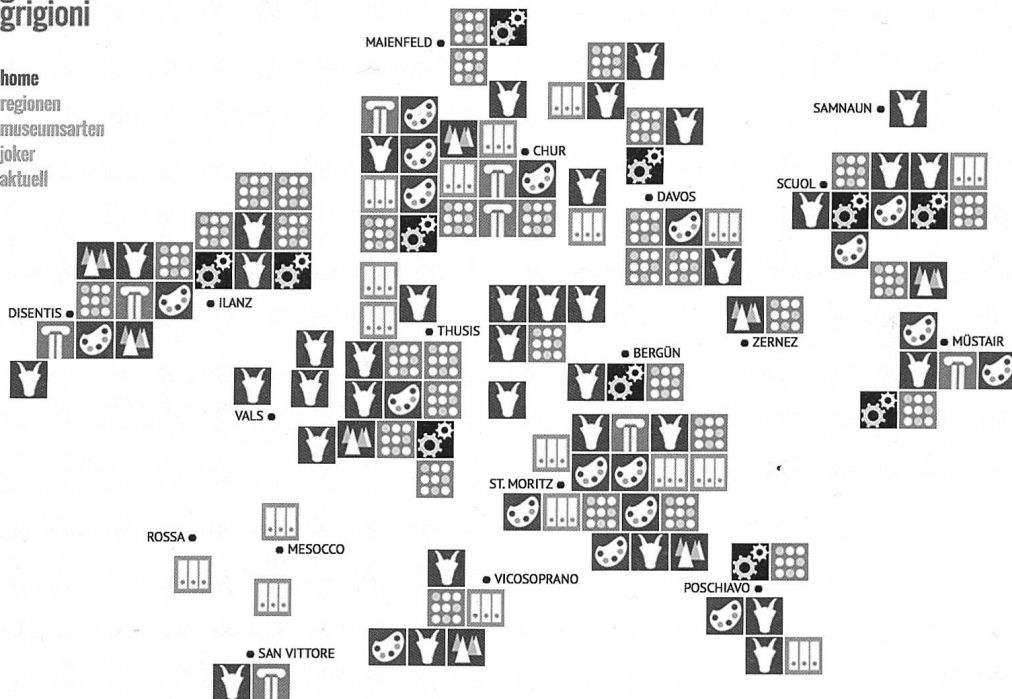 grigioni
home
regionen
museumsarten
joker
aktuell
MAIENFELD
SAMNAUN
CHUR
SCUOL
DAVOS
DISENTIS
ILANZ
THUSIS
ZERNEZ
MÜSTAIR
BERGÜN
VALS
ST. MORITZ
ROSSA
MESOCCO
VICOSOPRANO
POSCHIAVO
SAN VITTORE